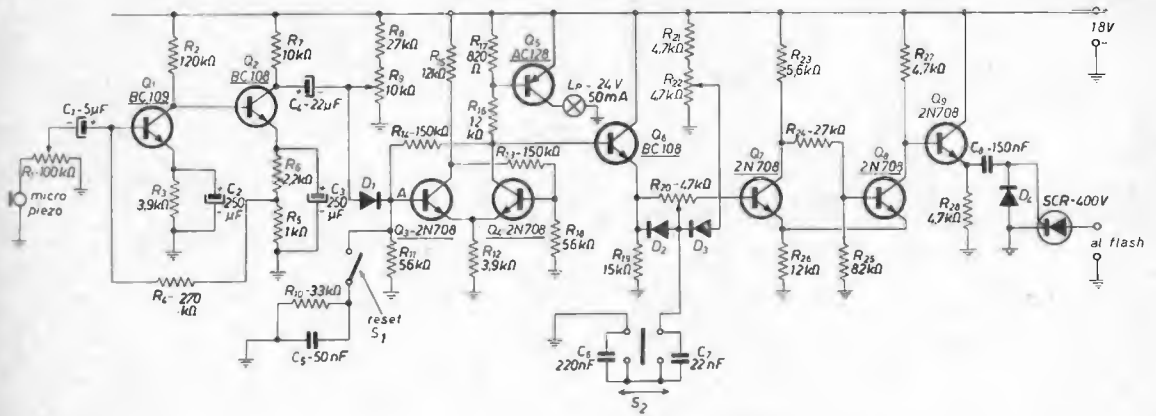 C1-5µF
R1-100kΩ
micro
piezo
R2
120kΩ
Q1
BC109
R3
3,9kΩ
C2
250
µF
R4-270
kΩ
R7
10kΩ
Q2
BC108
C4-22µF
R6
2,2kΩ
R5
1kΩ
C3
250
µF
R8
27kΩ
R9
10kΩ
D1
A
R10-33kΩ
C5-50nF
reset
S1
R11
56kΩ
R14-150kΩ
R15
12kΩ
Q3-2N708
R12
3,9kΩ
Q4-2N708
R13-150kΩ
R17
820
Ω
R16
12
kΩ
R18
56kΩ
Q5
AC128
LP-24V
50mA
Q6
BC108
R19
15kΩ
R20-47kΩ
D2
D3
R21
4,7kΩ
R22
4,7kΩ
C6
220nF
C7
22nF
S2
Q7
2N708
R23
5,6kΩ
R24-27kΩ
R26
12kΩ
R25
82kΩ
Q8
2N708
R27
4,7kΩ
Q9
2N708
R28
4,7kΩ
C8-150nF
D4
SCR-400V
al flash
+
18V
-